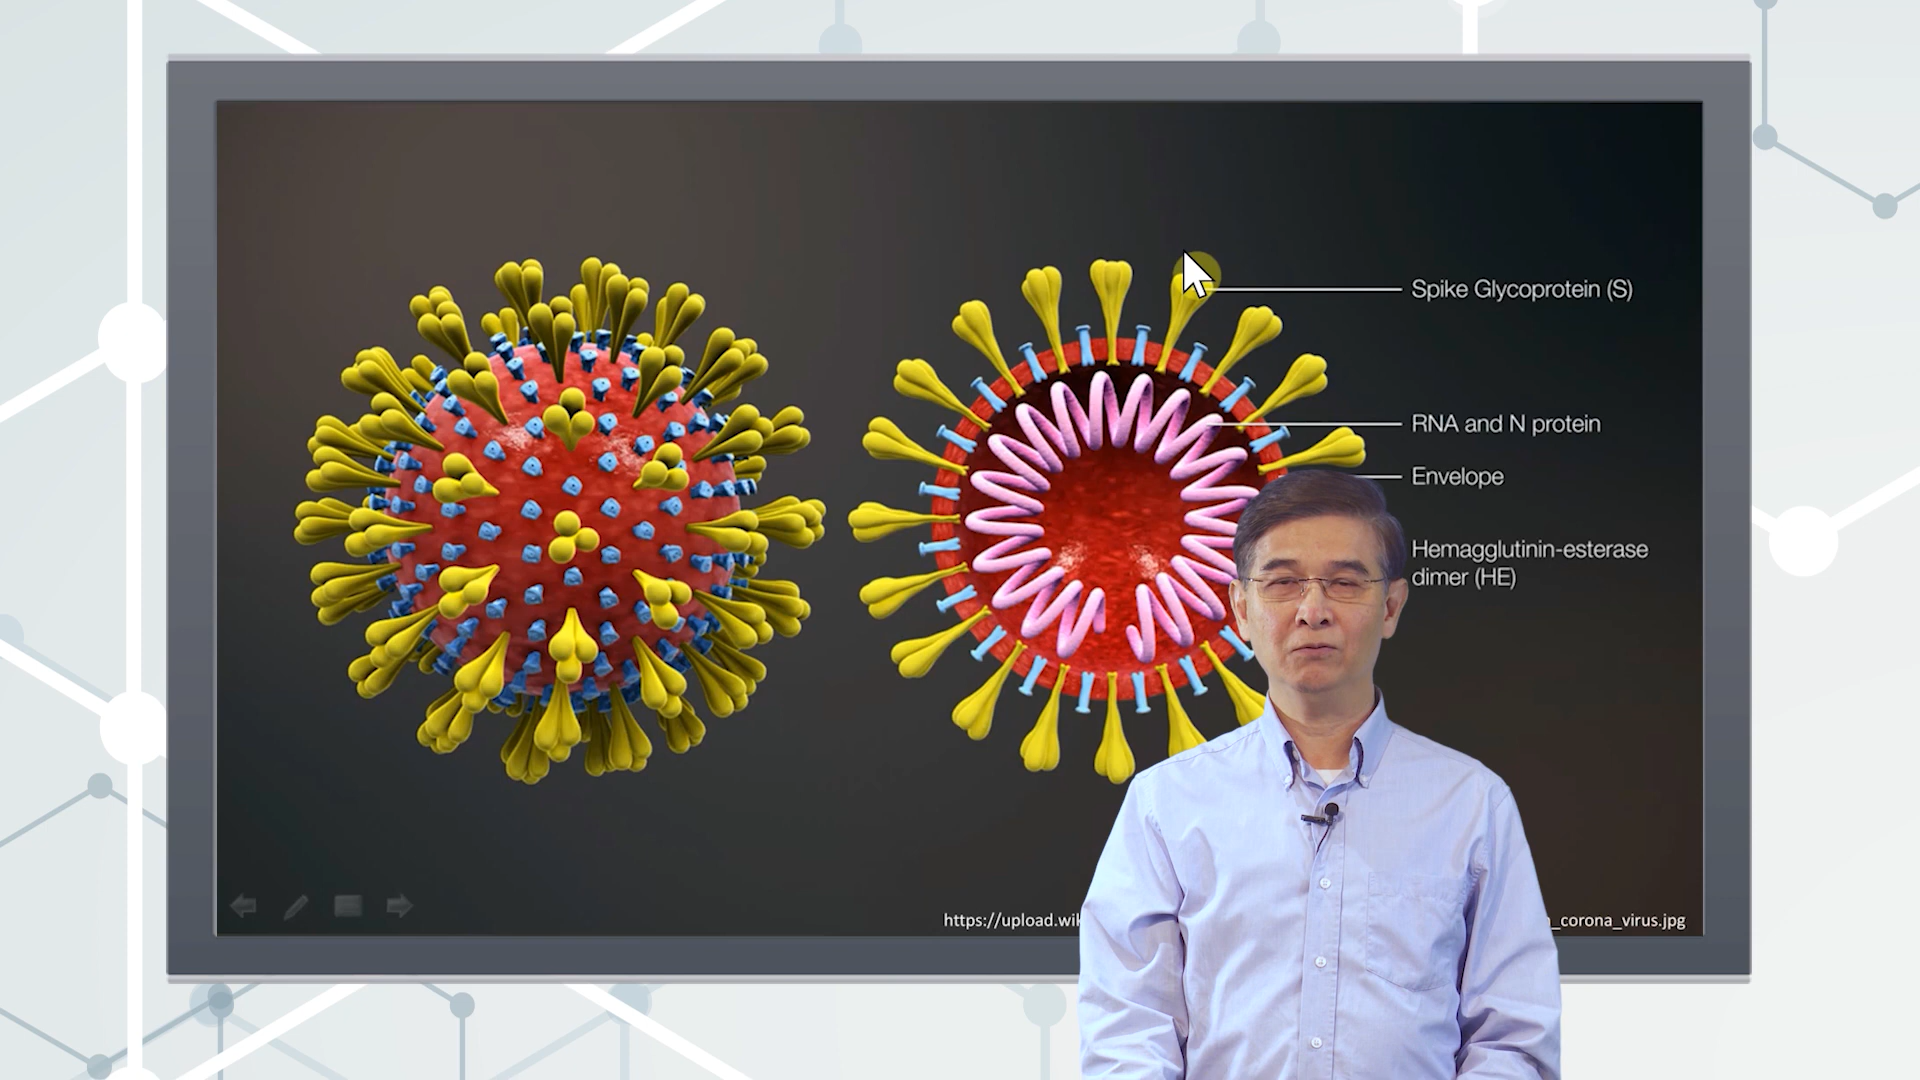 Spike Glycoprotein (S)
RNA and N protein
Envelope
Hemagglutinin-esterase
dimer (HE)
https://upload.wik _corona_virus.jpg